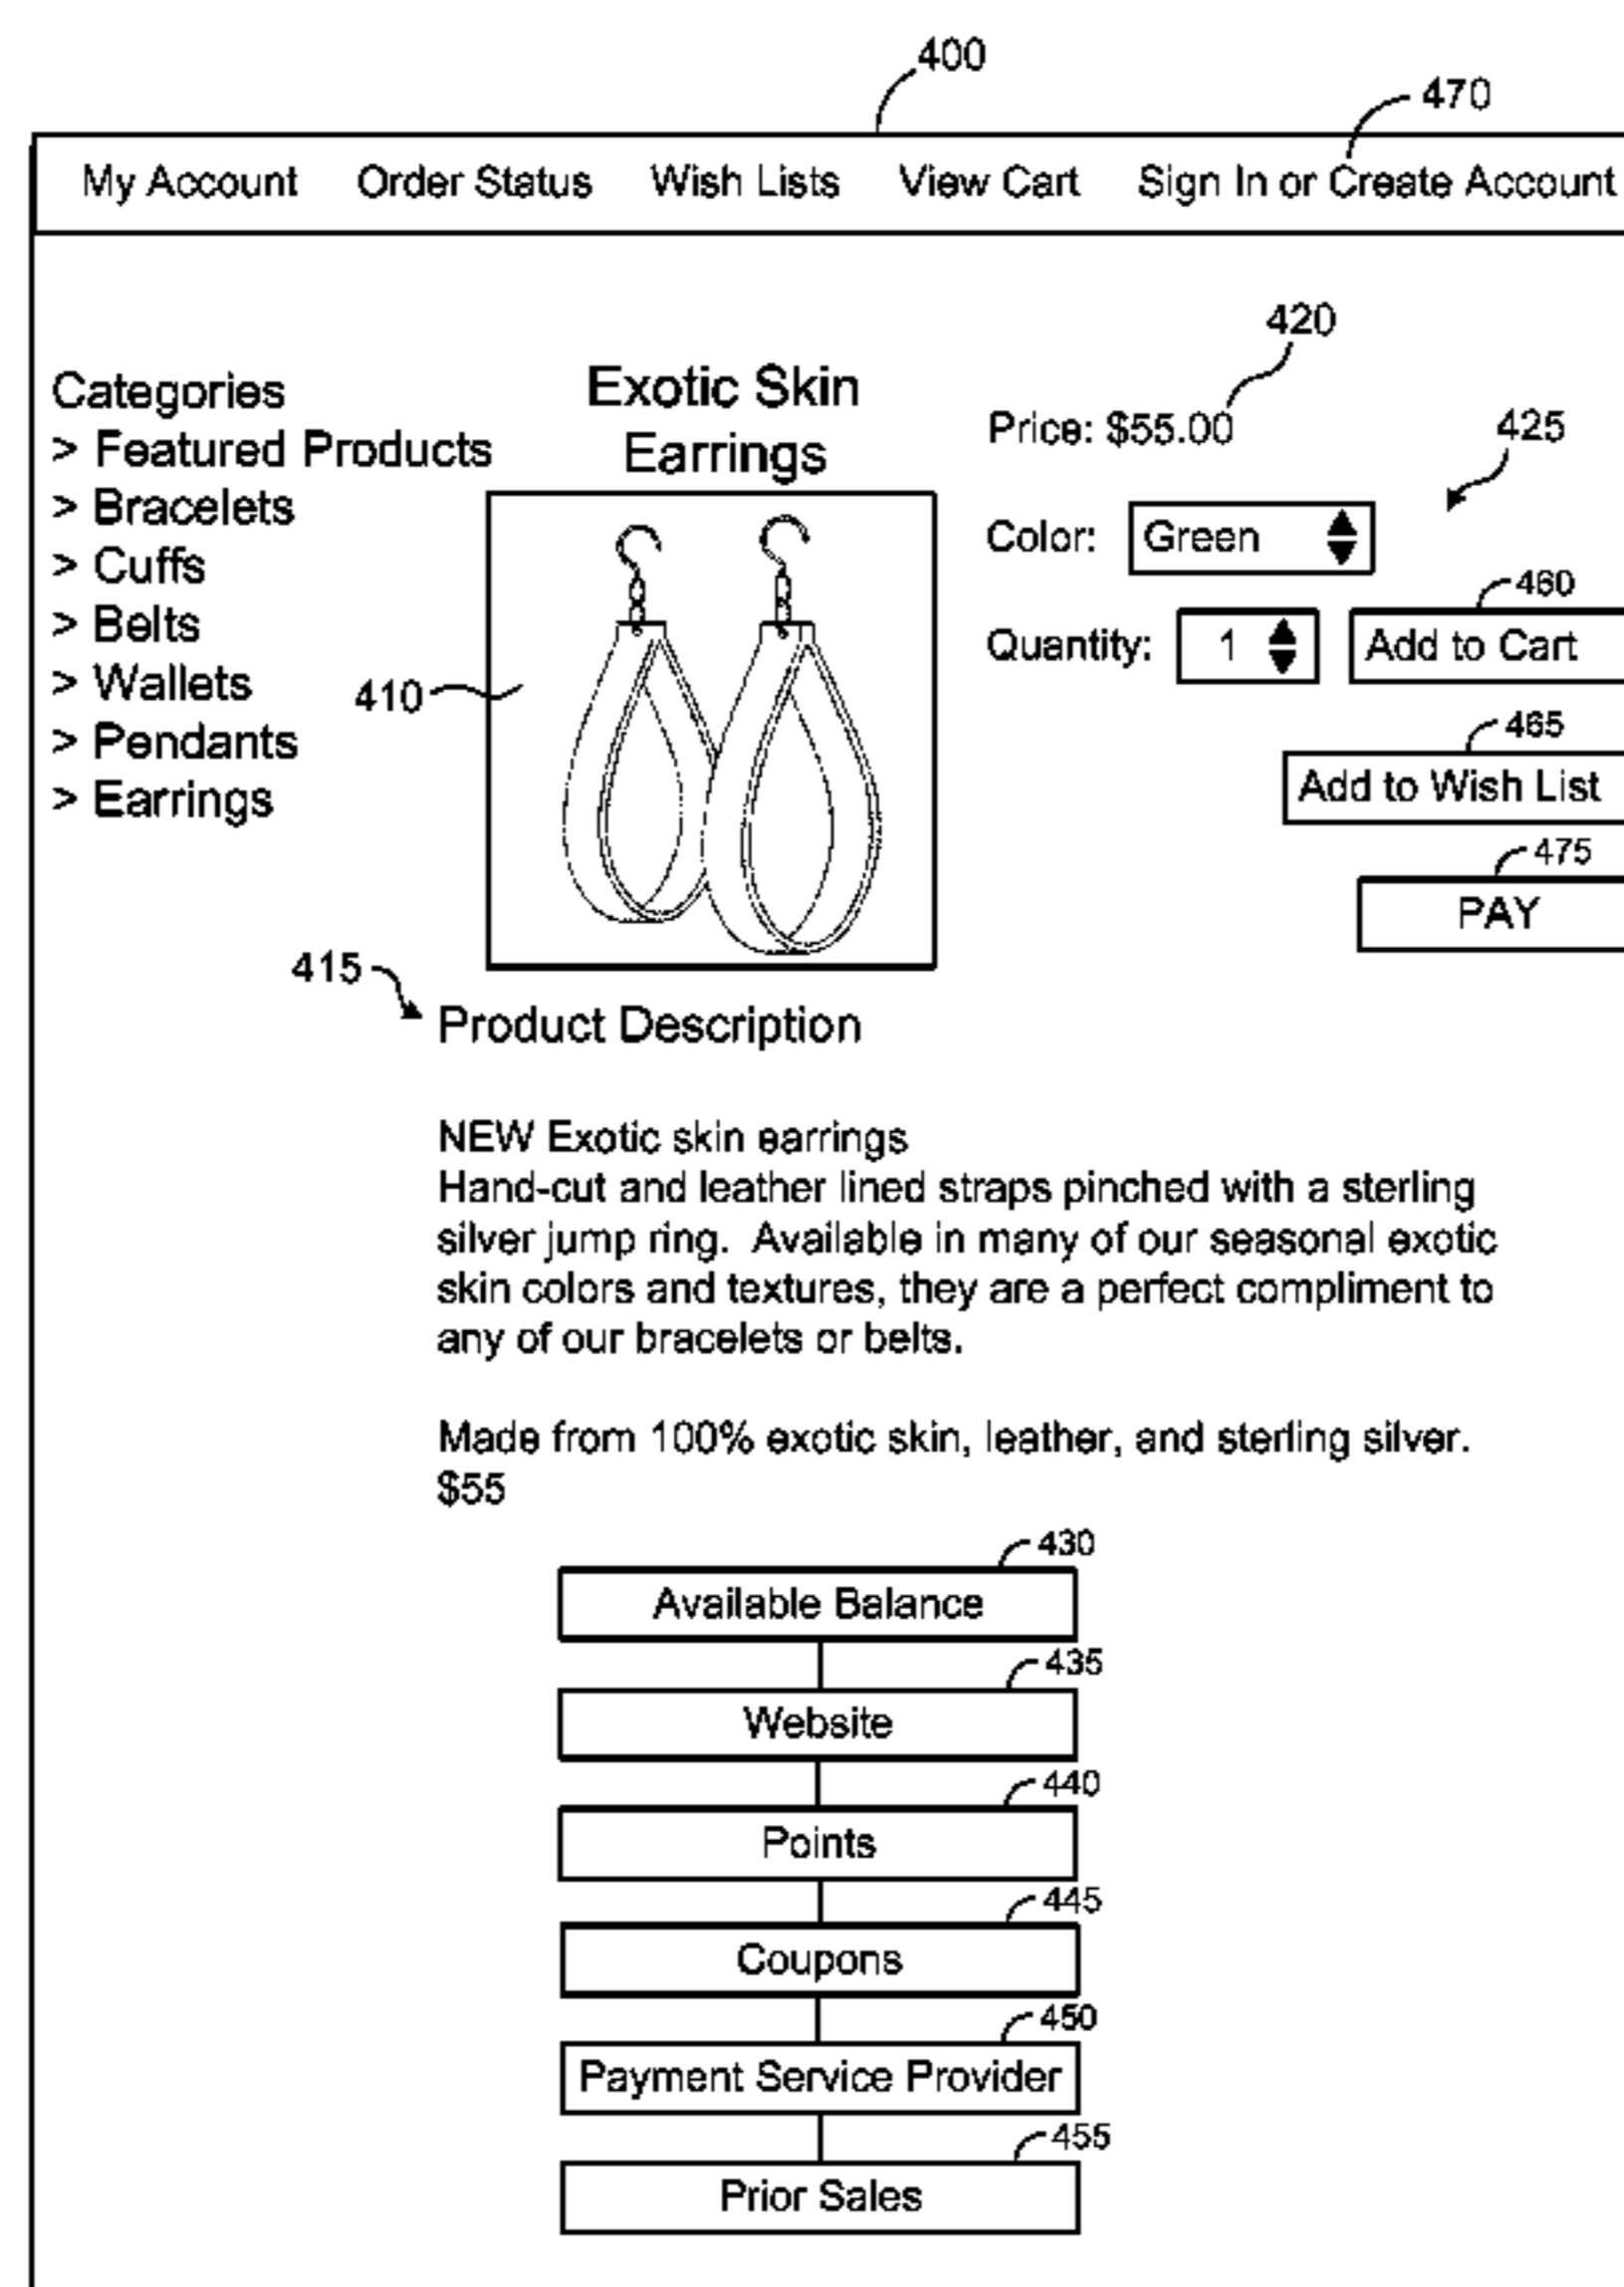 400
470
My Account Order Status Wish Lists View Cart Sign In or Create Account
420
Categories
> Featured Products
> Bracelets
> Cuffs
> Belts
> Wallets
> Pendants
> Earrings
Exotic Skin
Earrings
410
Price: $55.00
425
Color: Green
460
Quantity: 1 Add to Cart
465
Add to Wish List
475
PAY
415
Product Description
NEW Exotic skin earrings
Hand-cut and leather lined straps pinched with a sterling
silver jump ring. Available in many of our seasonal exotic
skin colors and textures, they are a perfect compliment to
any of our bracelets or belts.
Made from 100% exotic skin, leather, and sterling silver.
$55
430
Available Balance
435
Website
440
Points
445
Coupons
450
Payment Service Provider
455
Prior Sales